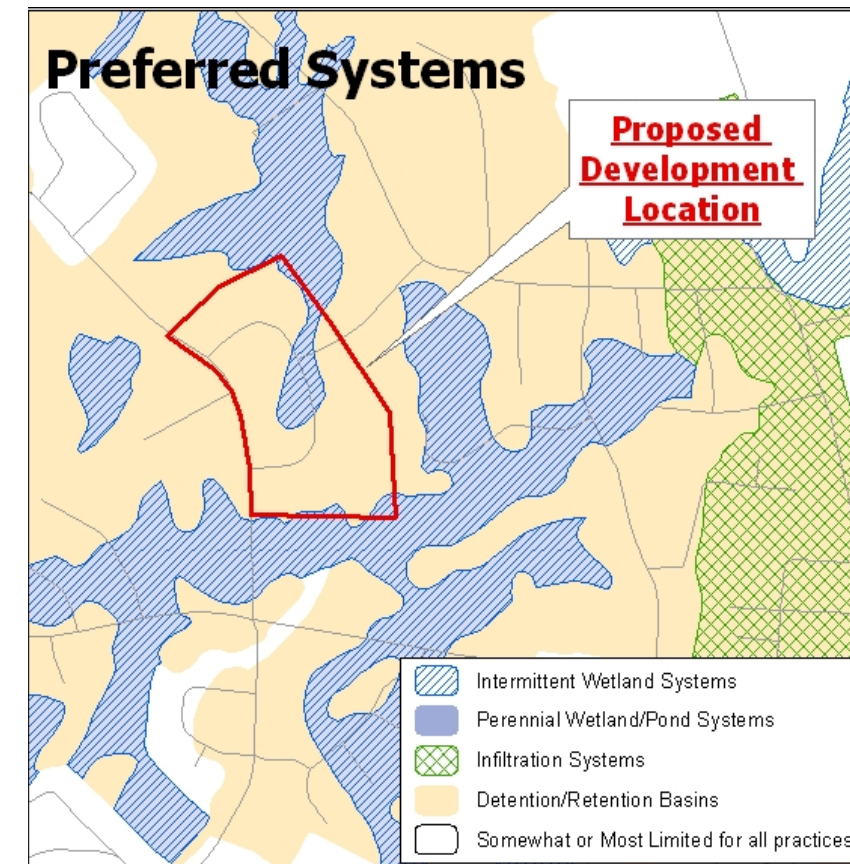 Preferred Systems
Proposed
Development
Location
Intermittent Wetland Systems
Perennial Wetland/Pond Systems
Infiltration Systems
Detention/Retention Basins
Somewhat or Most Limited for all practices